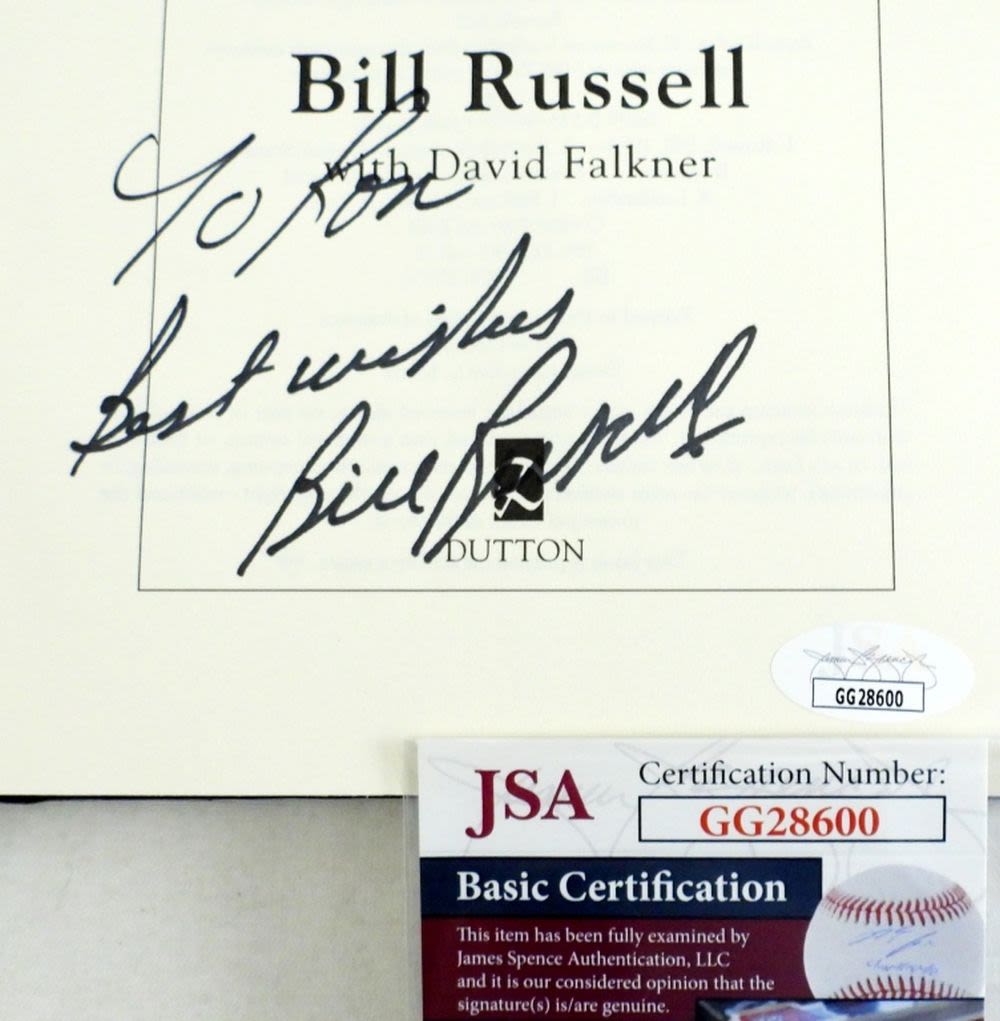 Bill Russell
with David Falkner
To Ron
Best wishes
Bill Russell
DUTTON
GG28600
JSA
Certification Number:
GG28600
Basic Certification
This item has been fully examined by
James Spence Authentication, LLC
and it is our considered opinion that the
signature(s) is/are genuine.